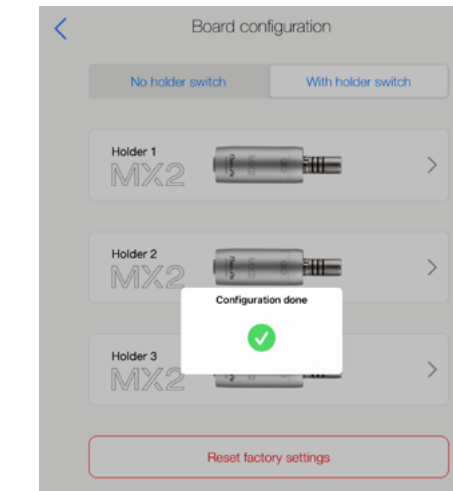 Board configuration
No holder switch
With holder switch
Holder 1
MX2
Holder 2
MX2
Configuration done
Holder 3
MX2
Reset factory settings